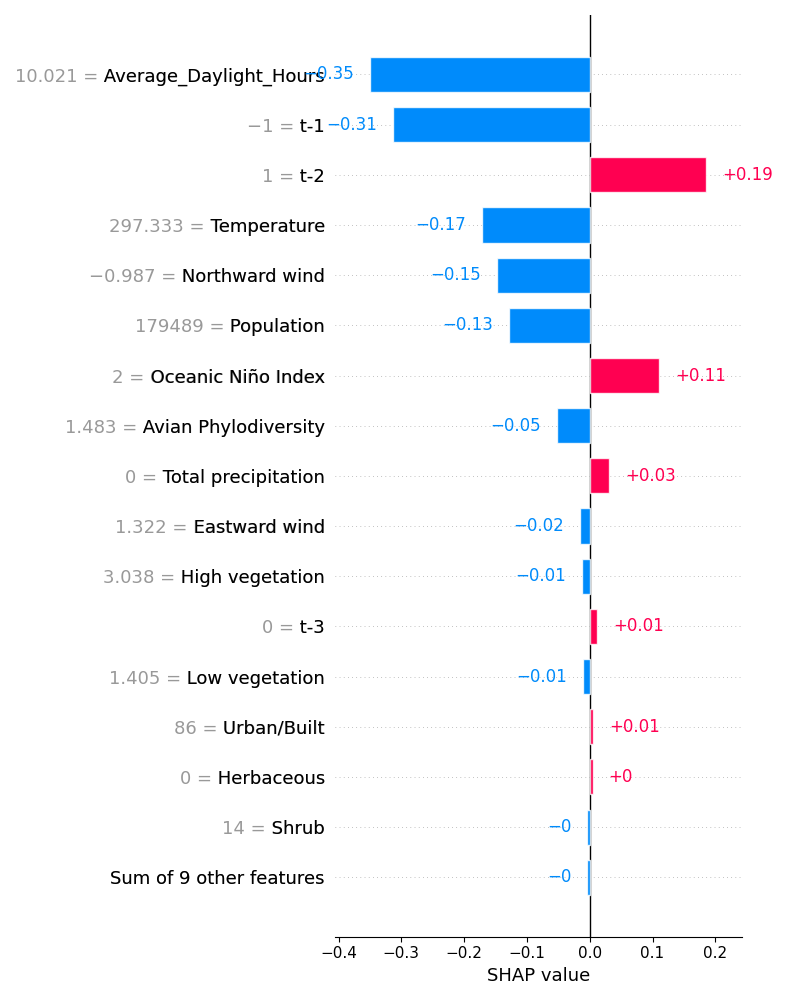 10.021 = Average_Daylight_Hours −0.35
−1 = t-1 −0.31
1 = t-2 +0.19
297.333 = Temperature −0.17
−0.987 = Northward wind −0.15
179489 = Population −0.13
2 = Oceanic Niño Index +0.11
1.483 = Avian Phylodiversity −0.05
0 = Total precipitation +0.03
1.322 = Eastward wind −0.02
3.038 = High vegetation −0.01
0 = t-3 +0.01
1.405 = Low vegetation −0.01
86 = Urban/Built +0.01
0 = Herbaceous +0
14 = Shrub −0
Sum of 9 other features −0
−0.4 −0.3 −0.2 −0.1 0.0 0.1 0.2
SHAP value